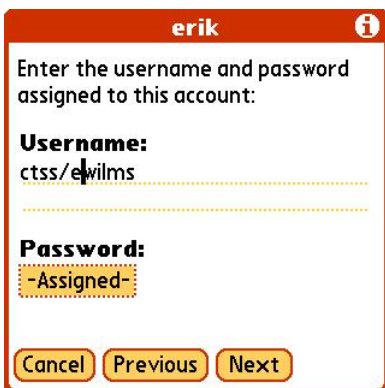 erik
Enter the username and password
assigned to this account:
Username:
ctss/ewilms
Password:
-Assigned-
Cancel Previous Next